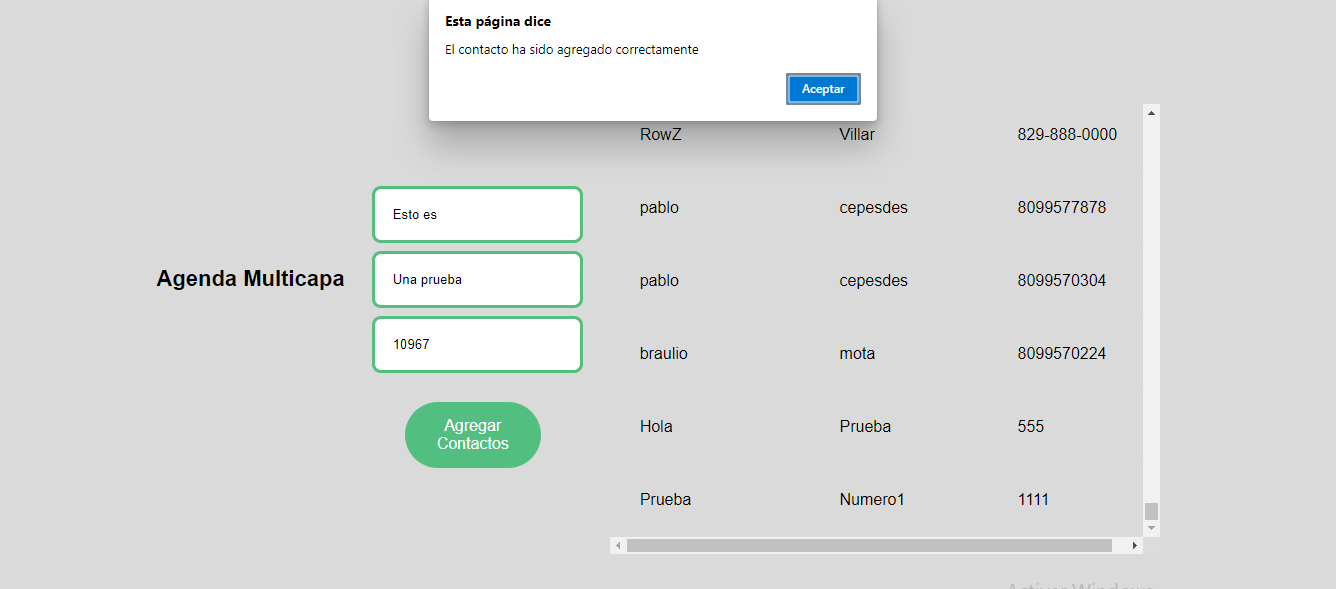 Esta página dice
El contacto ha sido agregado correctamente
Aceptar
Agenda Multicapa
Esto es
Una prueba
10967
Agregar
Contactos
RowZ Villar 829-888-0000
pablo cepesdes 8099577878
pablo cepesdes 8099570304
braulio mota 8099570224
Hola Prueba 555
Prueba Numero1 1111
Activar Windows